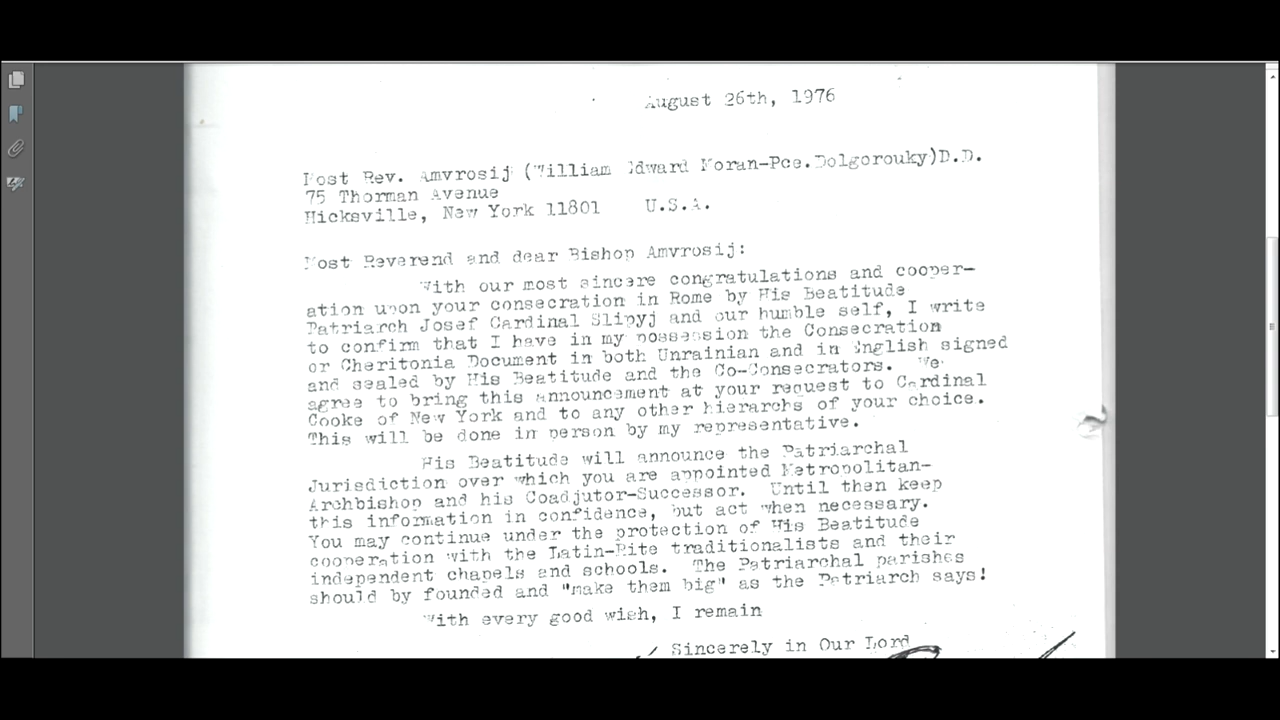 August 26th, 1976
Most Rev. Amvrosij (William Edward Moran-Pce.Dolgorouky)D.D.
75 Thorman Avenue
Hicksville, New York 11801 U.S.A.
Most Reverend and dear Bishop Amvrosij:
With our most sincere congratulations and cooper-
ation upon your consecration in Rome by His Beatitude
Patriarch Josef Cardinal Slipyj and our humble self, I write
to confirm that I have in my possession the Consecration
or Cheritonia Document in both Unrainian and in English signed
and sealed by His Beatitude and the Co-Consecrators. We
agree to bring this announcement at your request to Cardinal
Cooke of New York and to any other hierarchs of your choice.
This will be done in person by my representative.
His Beatitude will announce the Patriarchal
Jurisdiction over which you are appointed Metropolitan-
Archbishop and his Coadjutor-Successor. Until then keep
this information in confidence, but act when necessary.
You may continue under the protection of His Beatitude
cooperation with the Latin-Rite traditionalists and their
independent chapels and schools. The Patriarchal parishes
should by founded and "make them big" as the Patriarch says!
With every good wish, I remain
Sincerely in Our Lord